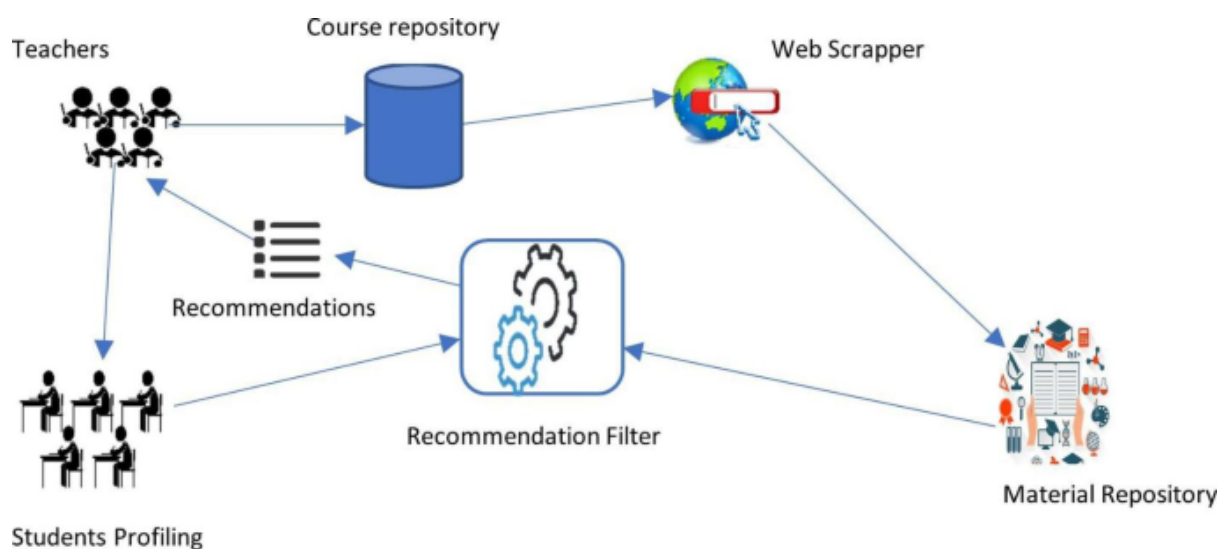 Teachers
Course repository
Web Scrapper
Recommendations
Recommendation Filter
Material Repository
Students Profiling